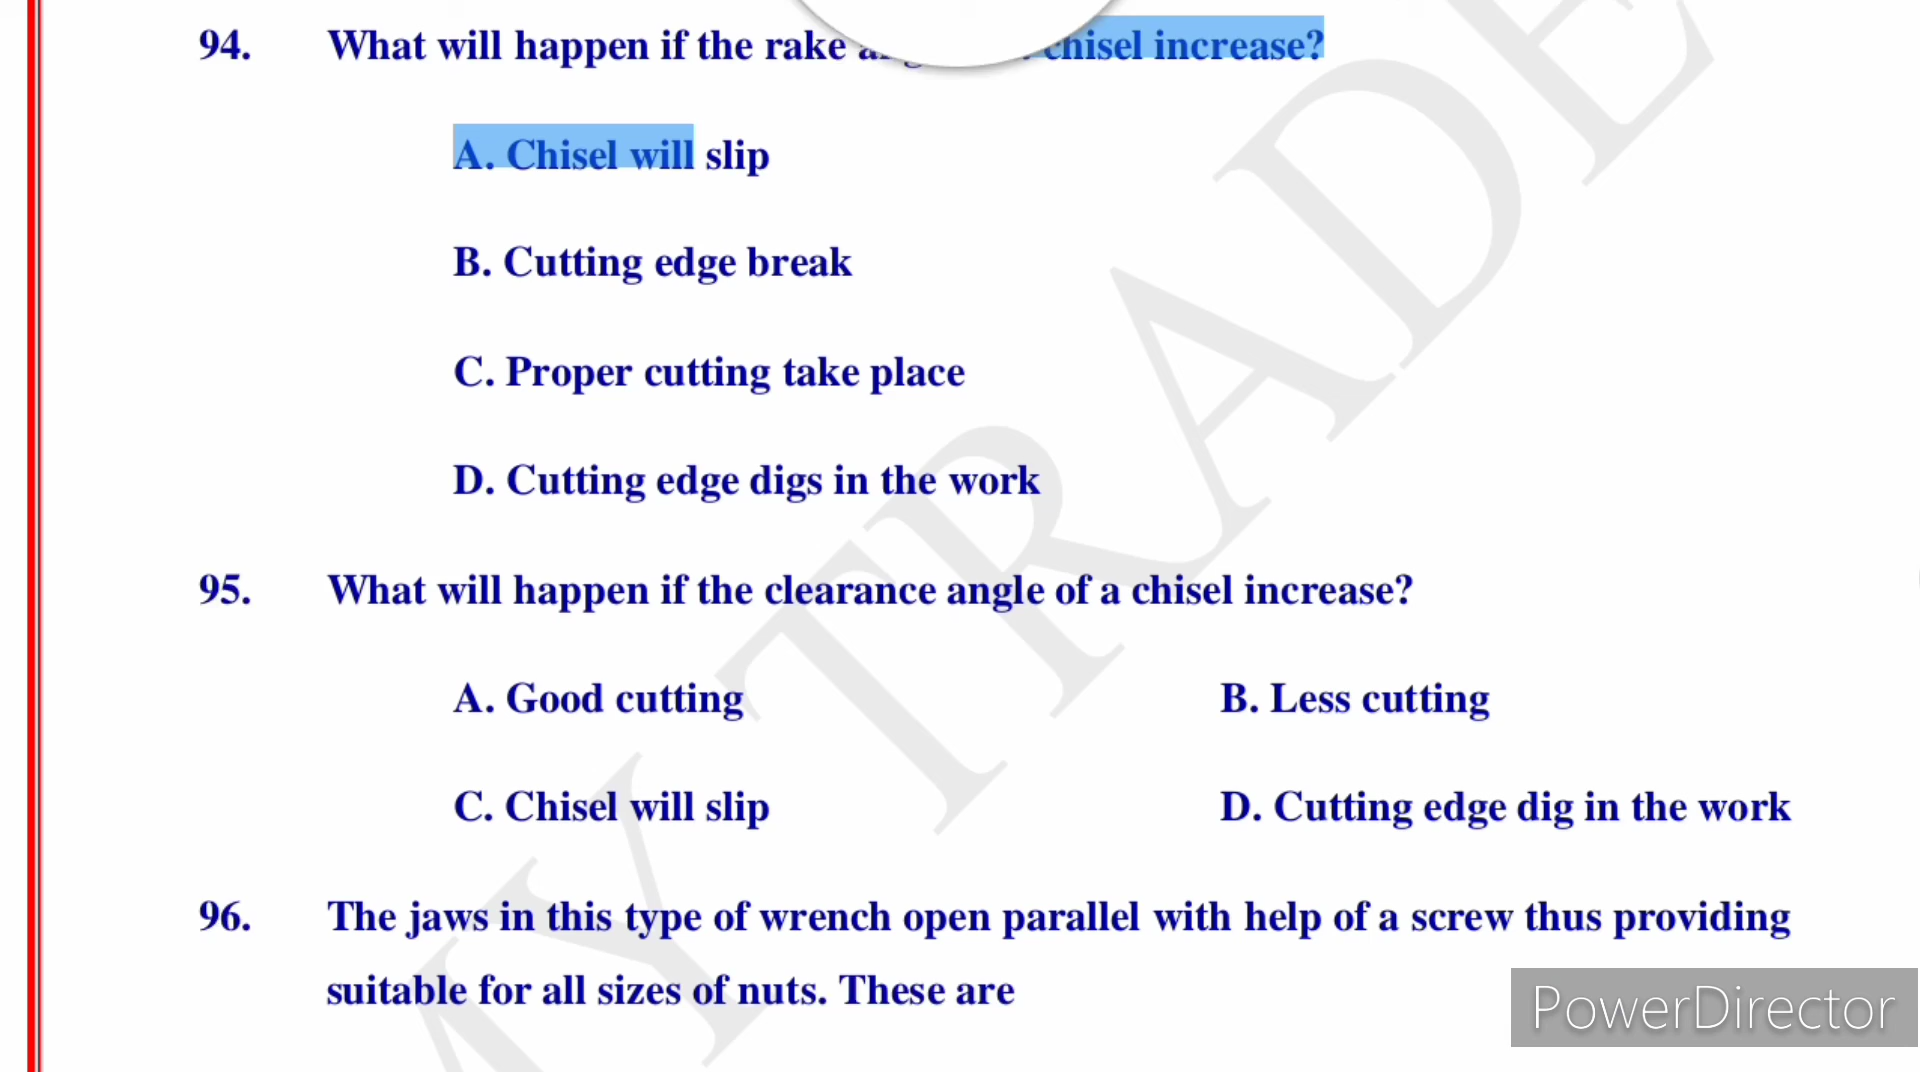 94. What will happen if the rake chisel increase?
A. Chisel will slip
B. Cutting edge break
C. Proper cutting take place
D. Cutting edge digs in the work
95. What will happen if the clearance angle of a chisel increase?
A. Good cutting B. Less cutting
C. Chisel will slip D. Cutting edge dig in the work
96. The jaws in this type of wrench open parallel with help of a screw thus providing
suitable for all sizes of nuts. These are
MY TRADE
PowerDirector